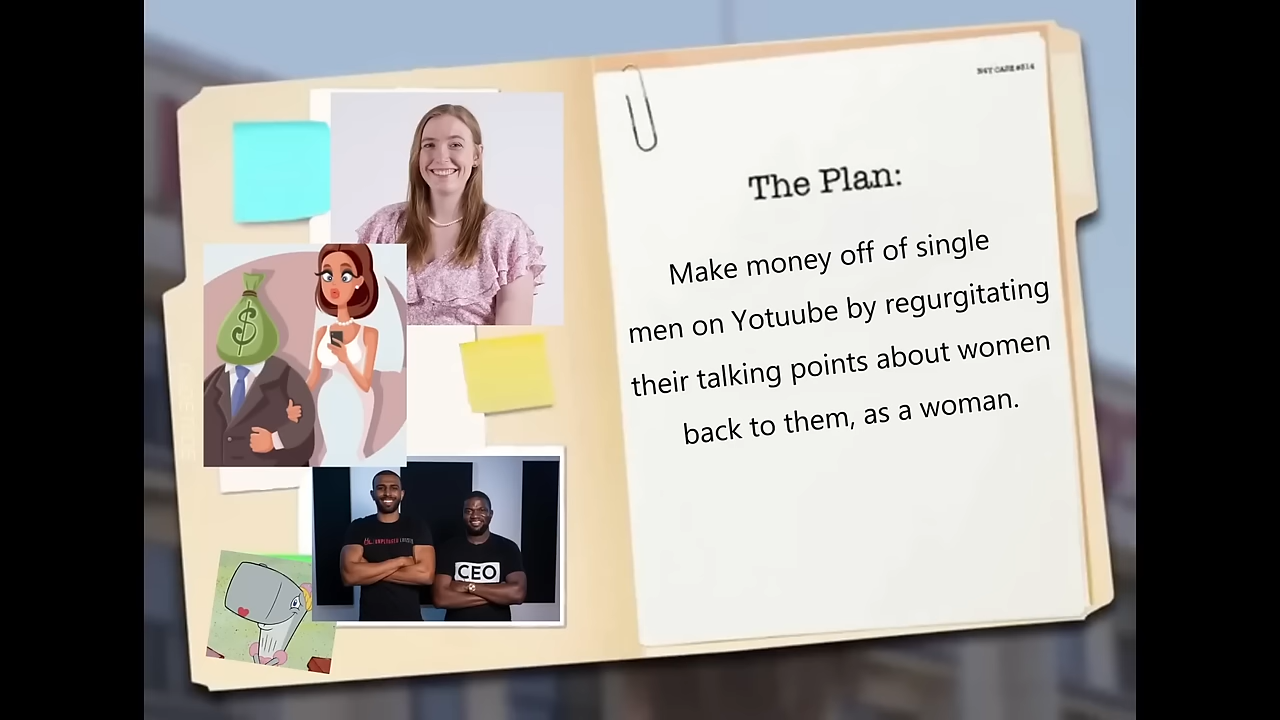 The Plan:
Make money off of single
men on Yotuube by regurgitating
their talking points about women
back to them, as a woman.
$
CEO